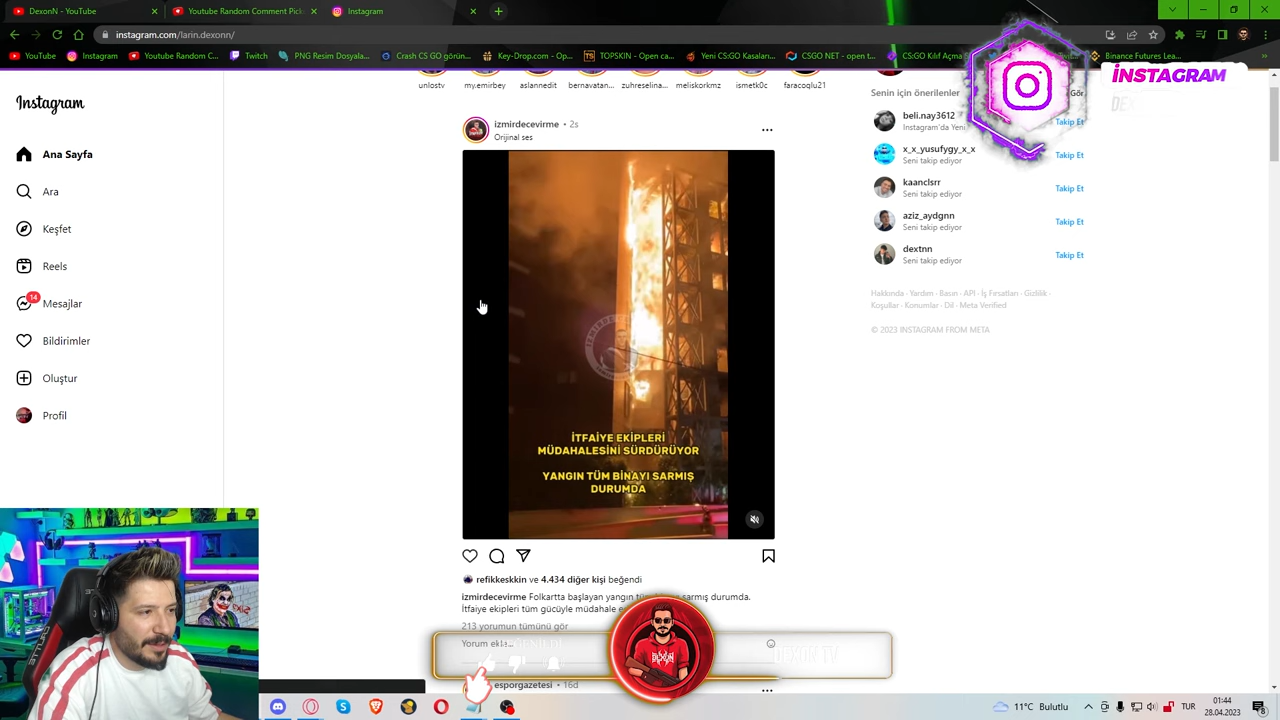 DexonN - YouTube
Youtube Random Comment Pick
Instagram
instagram.com/larin.dexon/
YouTube
Instagram
Youtube Random C...
Twitch
PNG Resim Dosyala...
Crash CS GO görün...
Key-Drop.com - Op...
TOPSKIN - Open ca...
Yeni CS:GO Kasaları...
CSGO NET - open t...
CS:GO Kılıf Açma
Binance Futures Lea...
İNSTAGRAM
Instagram
Ana Sayfa
Ara
Keşfet
Reels
14
Mesajlar
Bildirimler
Oluştur
Profil
unlostv
my.emirbey
aslannedit
bernavatan...
zuhreselina...
meliskorkmz
ismetk0c
faracoglu21
izmirdecevirme • 2s
Orijinal ses
İTFAİYE EKİPLERİ
MÜDAHALESİNİ SÜRDÜRÜYOR
YANGIN TÜM BİNAYI SARMIŞ
DURUMDA
refikkeskkin ve 4.434 diğer kişi beğendi
izmirdecevirme Folkartta başlayan yangın sarmış durumda.
İtfaiye ekipleri tüm gücüyle müdahale
213 yorumun tümünü gör
Yorum ekle...
esporgazetesi • 16d
DEXON TV
Senin için önerilenler
Gör
beli.nay3612
Instagram'da Yeni
Takip Et
x_x_yusufygy_x_x
Seni takip ediyor
Takip Et
kaanclsrr
Seni takip ediyor
Takip Et
aziz_aydgnn
Seni takip ediyor
Takip Et
dextnn
Seni takip ediyor
Takip Et
Hakkında · Yardım · Basın · API · İş Fırsatları · Gizlilik ·
Koşullar · Konumlar · Dil · Meta Verified
© 2023 INSTAGRAM FROM META
11°C Bulutlu
TUR
01:44
28.04.2023